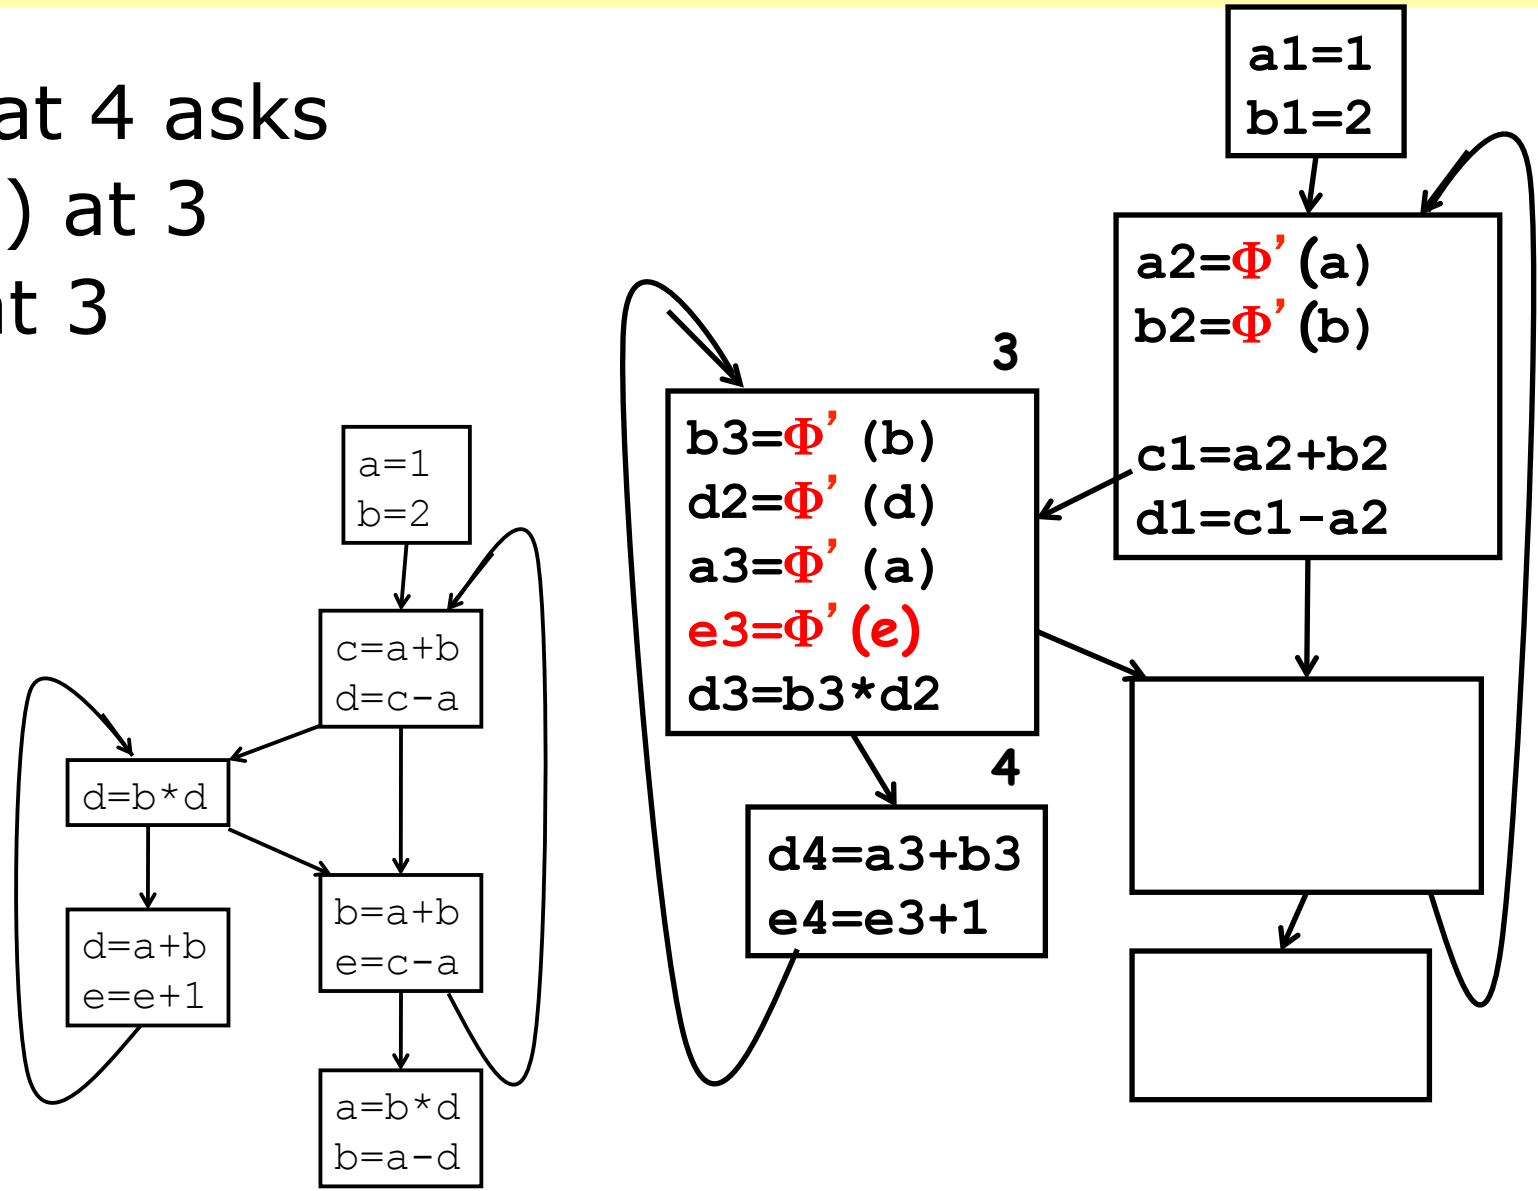 at 4 asks
) at 3
at 3
a=1
b=2
c=a+b
d=c-a
d=b*d
d=a+b
e=e+1
b=a+b
e=c-a
a=b*d
b=a-d
a1=1
b1=2
a2=Φ'(a)
b2=Φ'(b)
c1=a2+b2
d1=c1-a2
3
b3=Φ' (b)
d2=Φ' (d)
a3=Φ' (a)
e3=Φ'(e)
d3=b3*d2
4
d4=a3+b3
e4=e3+1